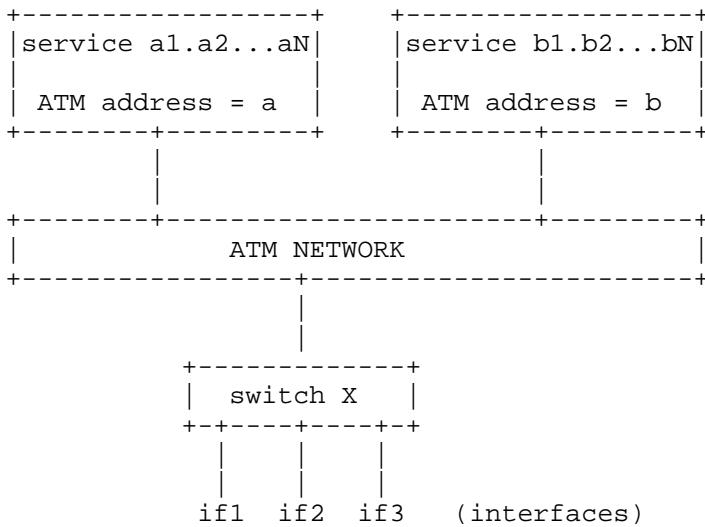 service a1.a2...aN service b1.b2...bN
ATM address = a ATM address = b
ATM NETWORK
switch X
if1 if2 if3 (interfaces)